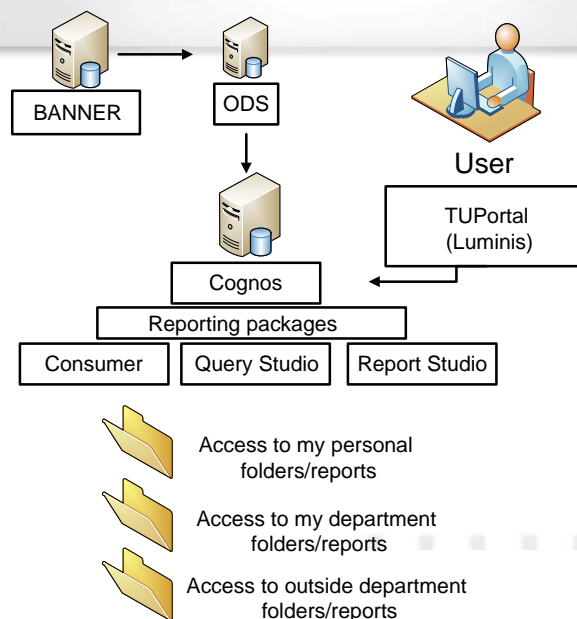 BANNER
ODS
User
TUPortal
(Luminis)
Cognos
Reporting packages
Consumer
Query Studio
Report Studio
Access to my personal
folders/reports
Access to my department
folders/reports
Access to outside department
folders/reports